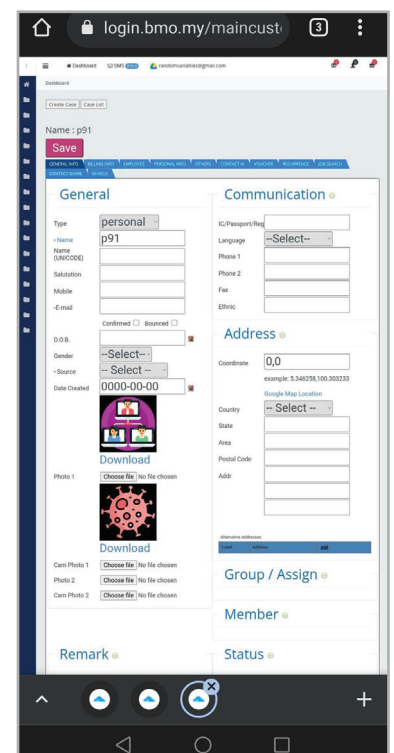 login.bmo.my/maincust
3
Dashboard
SMS
randomvariables@gmail.com
Dashboard
Create Case
Case List
Name : p91
Save
GENERAL INFO
BILLING INFO
EMPLOYEE
PERSONAL INFO
OTHERS
CONTACT AI
VOUCHER
RECURRENCE
JOB SEARCH
CONTACT SHARE
VEHICLE
General
Type
personal
Name
p91
Name
(UNICODE)
Salutation
Mobile
E-mail
Confirmed
Bounced
D.O.B.
Gender
--Select--
Source
-- Select --
Date Created
0000-00-00
Download
Photo 1
Choose file No file chosen
Download
Cam Photo 1
Choose file No file chosen
Photo 2
Choose file No file chosen
Cam Photo 2
Choose file No file chosen
Remark
Communication
IC/Passport/Reg
Language
--Select--
Phone 1
Phone 2
Fax
Ethnic
Address
Coordinate
0,0
example: 5.346258,100.303233
Google Map Location
Country
-- Select --
State
Area
Postal Code
Addr
Alternative Addresses
Label
Address
Add
Group / Assign
Member
Status